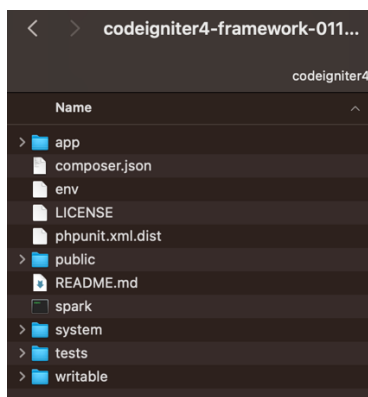 codeigniter4-framework-011...
codeigniter4
Name
app
composer.json
env
LICENSE
phpunit.xml.dist
public
README.md
spark
system
tests
writable